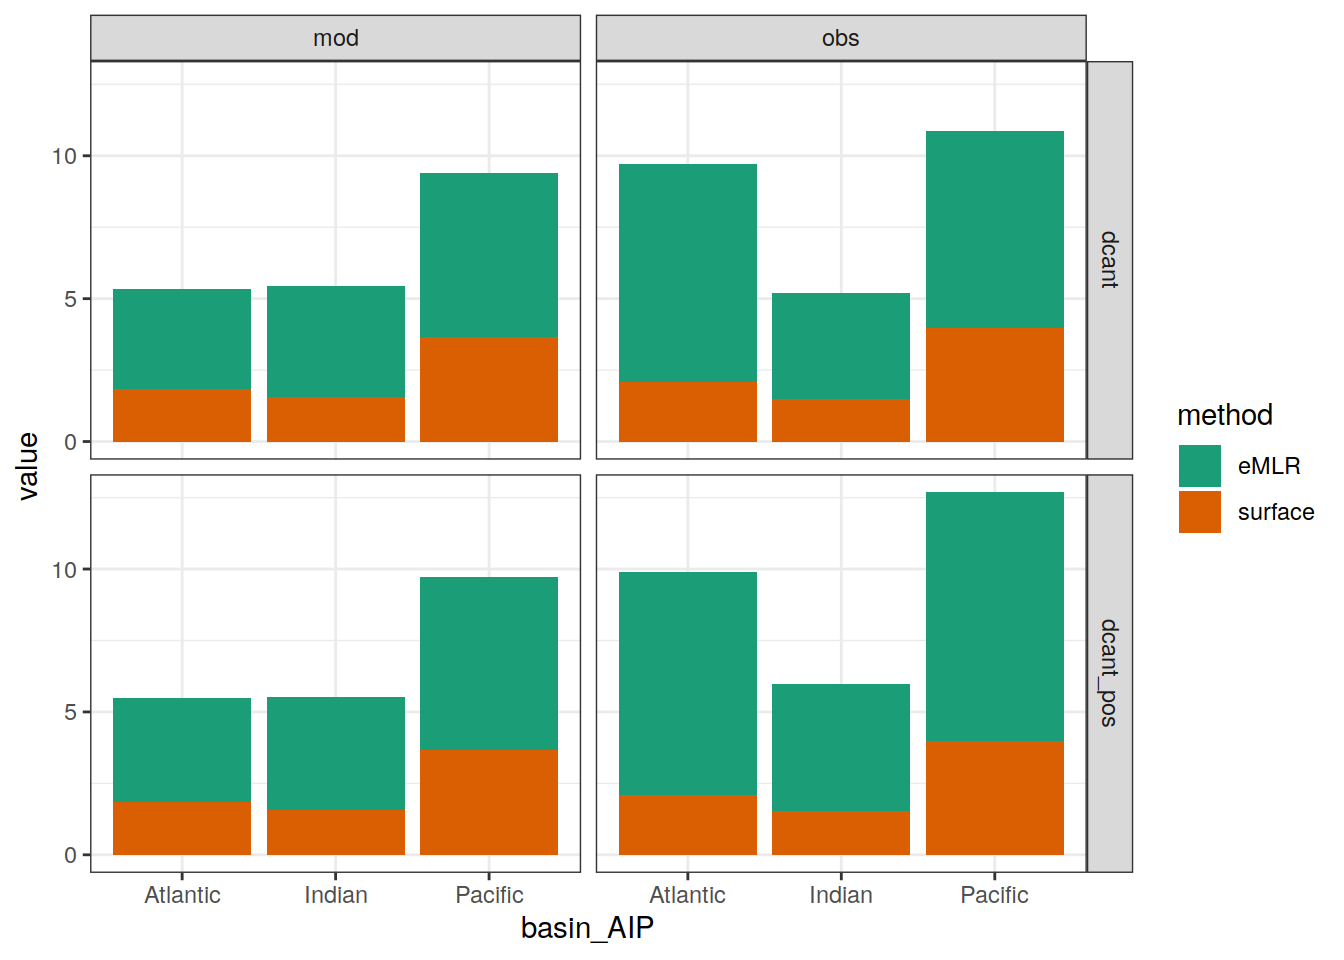 mod
obs
10
5
0
dcant
10
5
0
dcant_pos
Atlantic
Indian
Pacific
Atlantic
Indian
Pacific
basin_AIP
value
method
eMLR
surface